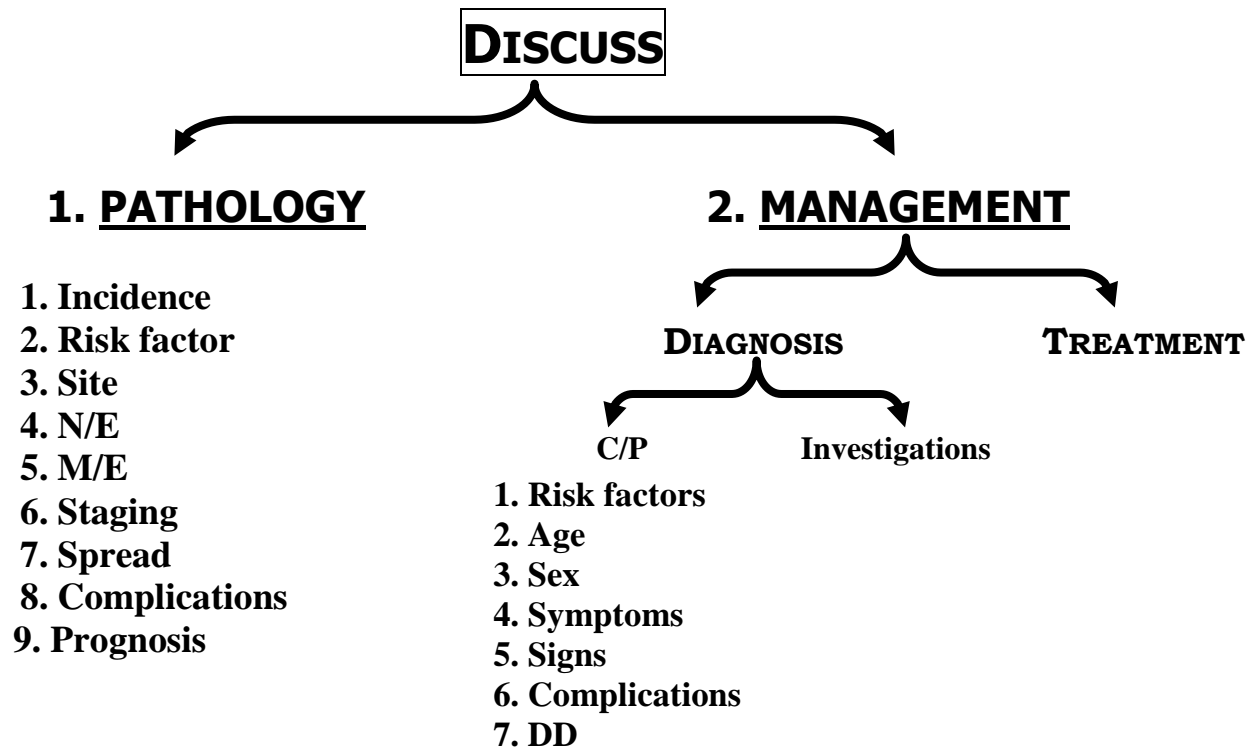 DISCUSS
1. PATHOLOGY
1. Incidence
2. Risk factor
3. Site
4. N/E
5. M/E
6. Staging
7. Spread
8. Complications
9. Prognosis
2. MANAGEMENT
DIAGNOSIS
TREATMENT
C/P
Investigations
1. Risk factors
2. Age
3. Sex
4. Symptoms
5. Signs
6. Complications
7. DD